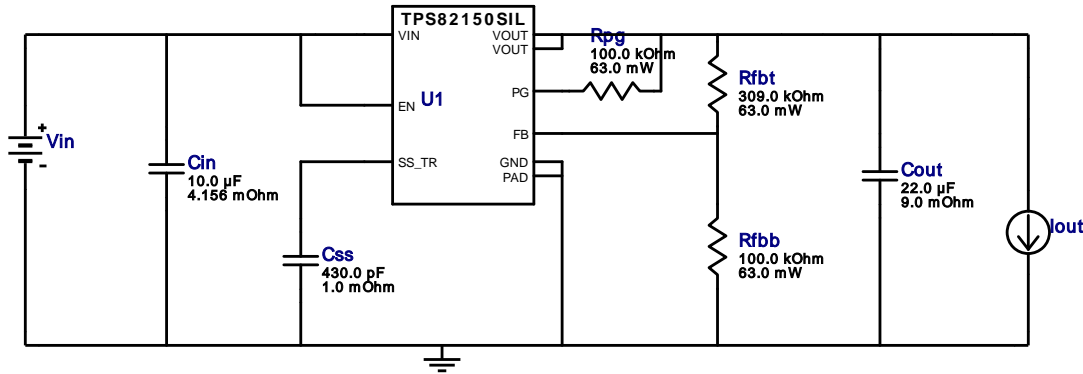 TPS82150SIL
VIN
VOUT
VOUT
Rpg
100.0 kOhm
63.0 mW
PG
EN
U1
FB
SS_TR
GND
PAD
+
Vin
-
Cin
10.0 µF
4.156 mOhm
Css
430.0 pF
1.0 mOhm
Rfbt
309.0 kOhm
63.0 mW
Rfbb
100.0 kOhm
63.0 mW
Cout
22.0 µF
9.0 mOhm
Iout